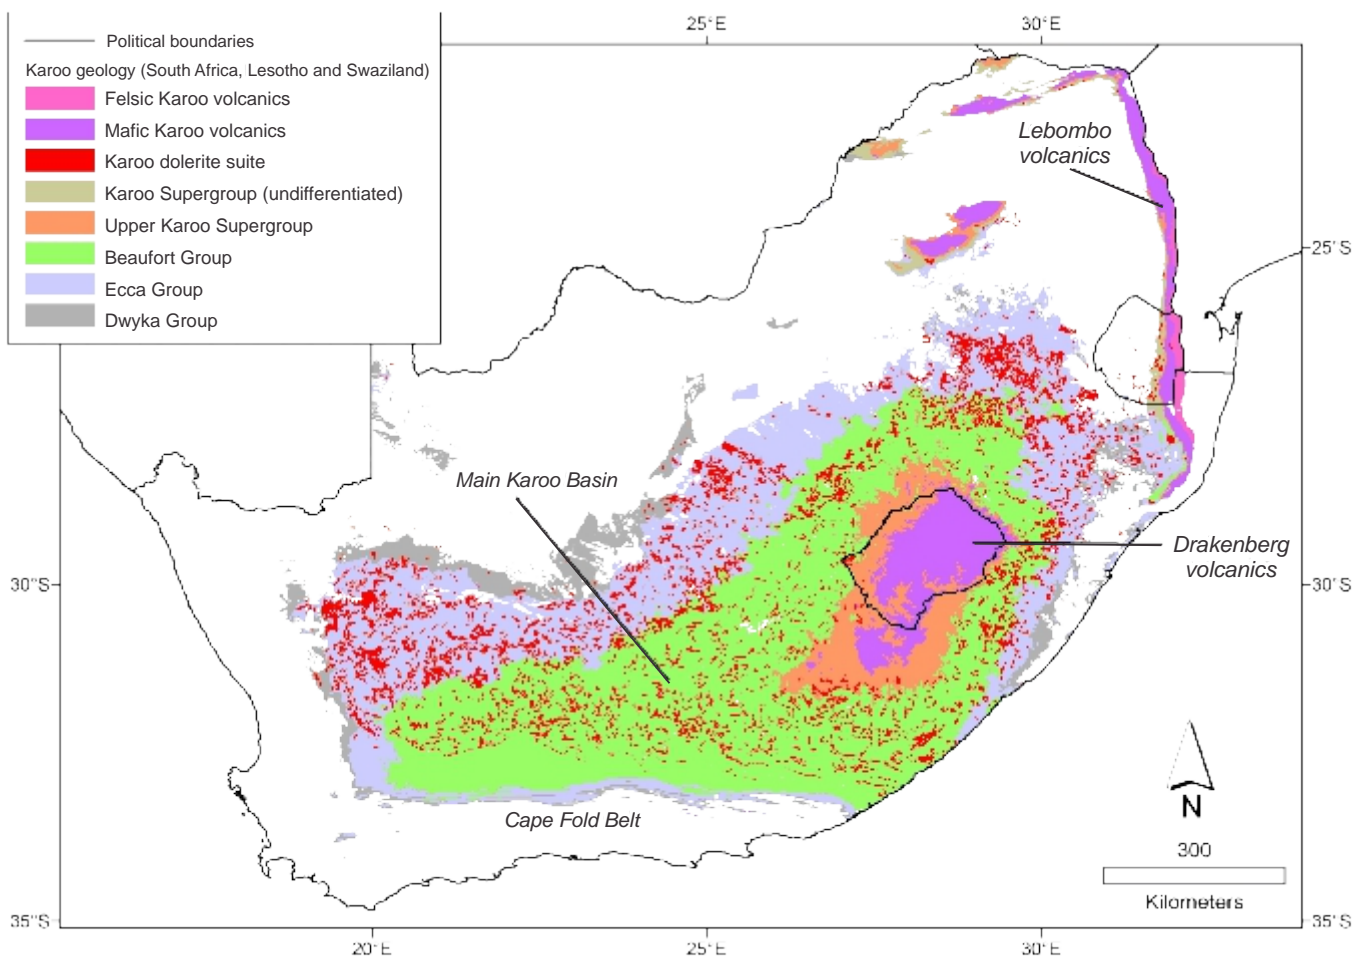 25°E 30°E
Political boundaries
Karoo geology (South Africa, Lesotho and Swaziland)
Felsic Karoo volcanics
Mafic Karoo volcanics
Karoo dolerite suite
Karoo Supergroup (undifferentiated)
Upper Karoo Supergroup
Beaufort Group
Ecca Group
Dwyka Group
Lebombo
volcanics
25°S
Main Karoo Basin
Drakenberg
volcanics
30°S 30°S
Cape Fold Belt
N
300
Kilometers
35°S 35°S
20°E 25°E 30°E